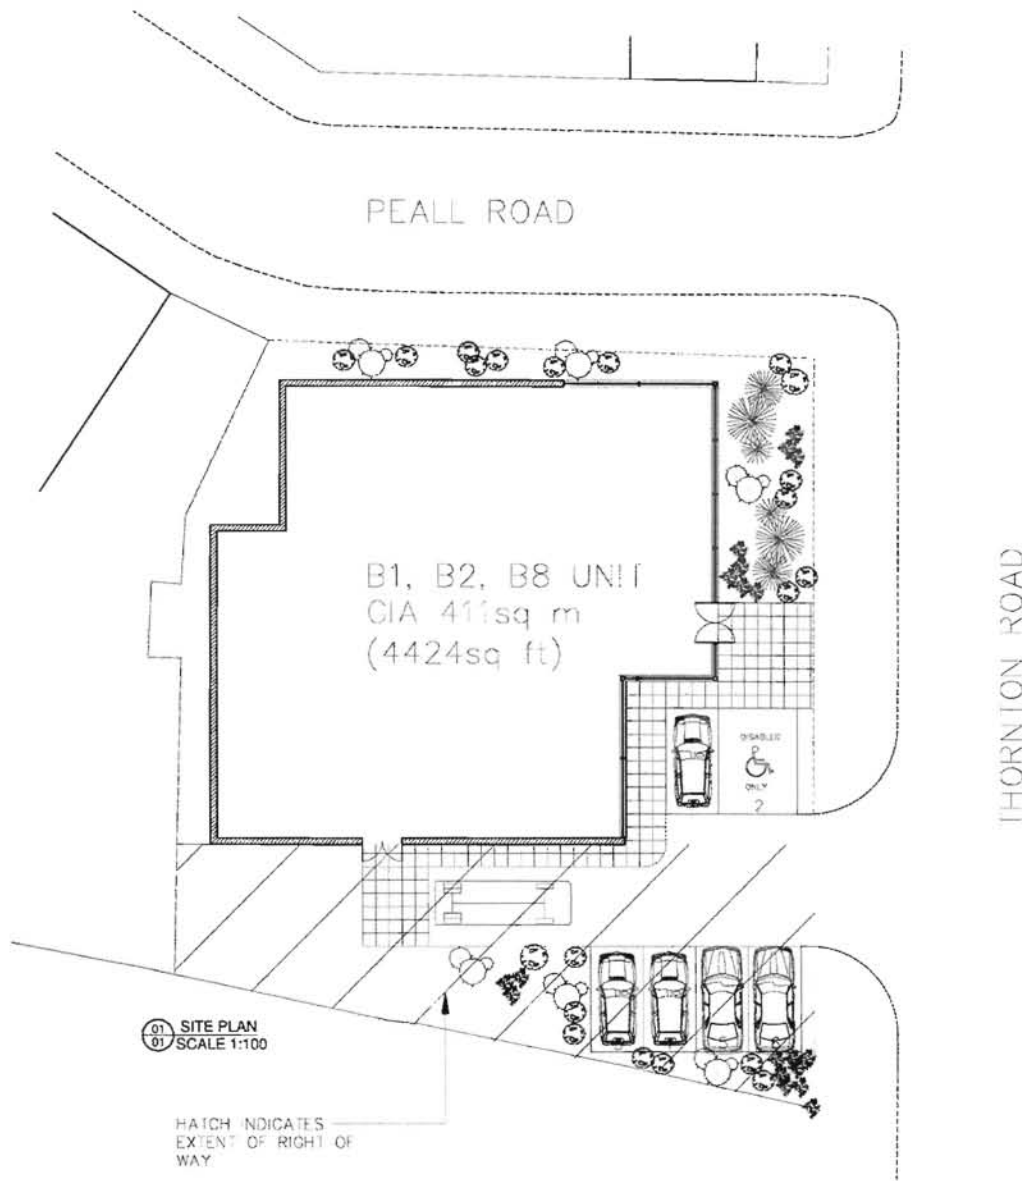 PEALL ROAD
B1, B2, B8 UNIT
GIA 411sq m
(4424sq ft)
THORNTON ROAD
DISABLED
ONLY
2
01
01
SITE PLAN
SCALE 1:100
HATCH INDICATES
EXTENT OF RIGHT OF
WAY